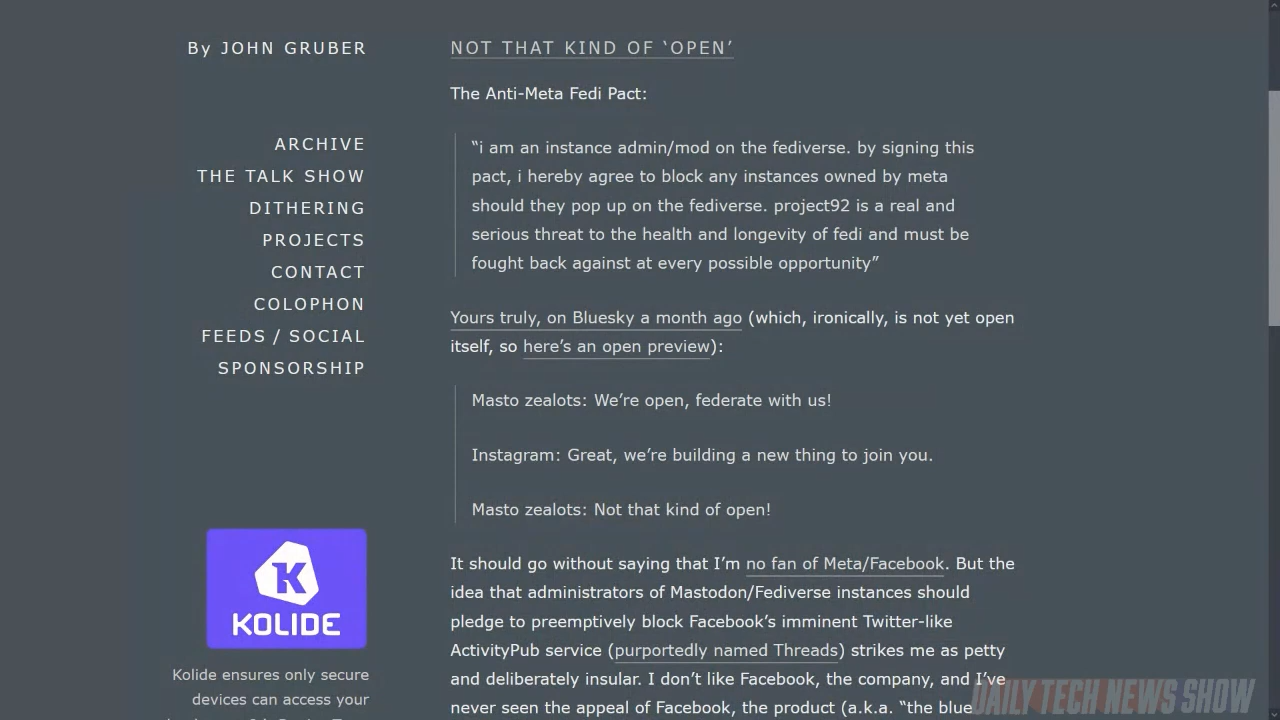 By JOHN GRUBER
ARCHIVE
THE TALK SHOW
DITHERING
PROJECTS
CONTACT
COLOPHON
FEEDS / SOCIAL
SPONSORSHIP
KOLIDE
Kolide ensures only secure
devices can access your
NOT THAT KIND OF ‘OPEN’
The Anti-Meta Fedi Pact:
“i am an instance admin/mod on the fediverse. by signing this
pact, i hereby agree to block any instances owned by meta
should they pop up on the fediverse. project92 is a real and
serious threat to the health and longevity of fedi and must be
fought back against at every possible opportunity”
Yours truly, on Bluesky a month ago (which, ironically, is not yet open
itself, so here’s an open preview):
Masto zealots: We’re open, federate with us!
Instagram: Great, we’re building a new thing to join you.
Masto zealots: Not that kind of open!
It should go without saying that I’m no fan of Meta/Facebook. But the
idea that administrators of Mastodon/Fediverse instances should
pledge to preemptively block Facebook’s imminent Twitter-like
ActivityPub service (purportedly named Threads) strikes me as petty
and deliberately insular. I don’t like Facebook, the company, and I’ve
never seen the appeal of Facebook, the product (a.k.a. “the blue
DAILY TECH NEWS SHOW